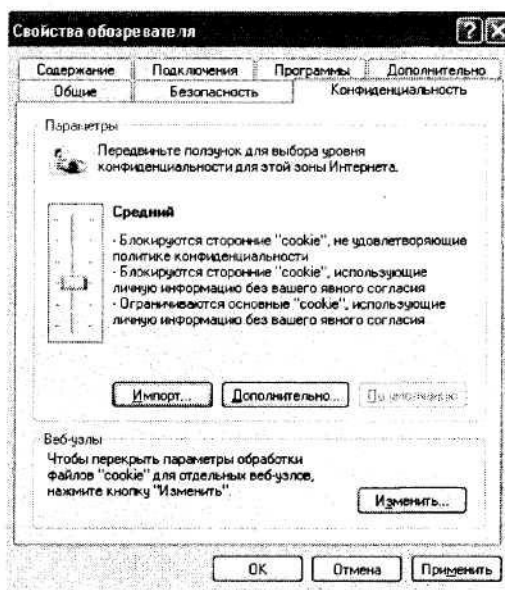 Свойства обозревателя
Содержание Подключения Программы Дополнительно
Общие Безопасность Конфиденциальность
Параметры
Передвиньте ползунок для выбора уровня
конфиденциальности для этой зоны Интернета.
Средний
- Блокируются сторонние "cookie", не удовлетворяющие
политике конфиденциальности
- Блокируются сторонние "cookie", использующие
личную информацию без вашего явного согласия
- Ограничиваются основные "cookie", использующие
личную информацию без вашего явного согласия
Импорт... Дополнительно... По умолчанию
Веб-узлы
Чтобы перекрыть параметры обработки
файлов "cookie" для отдельных веб-узлов,
нажмите кнопку "Изменить".
Изменить...
OK Отмена Применить